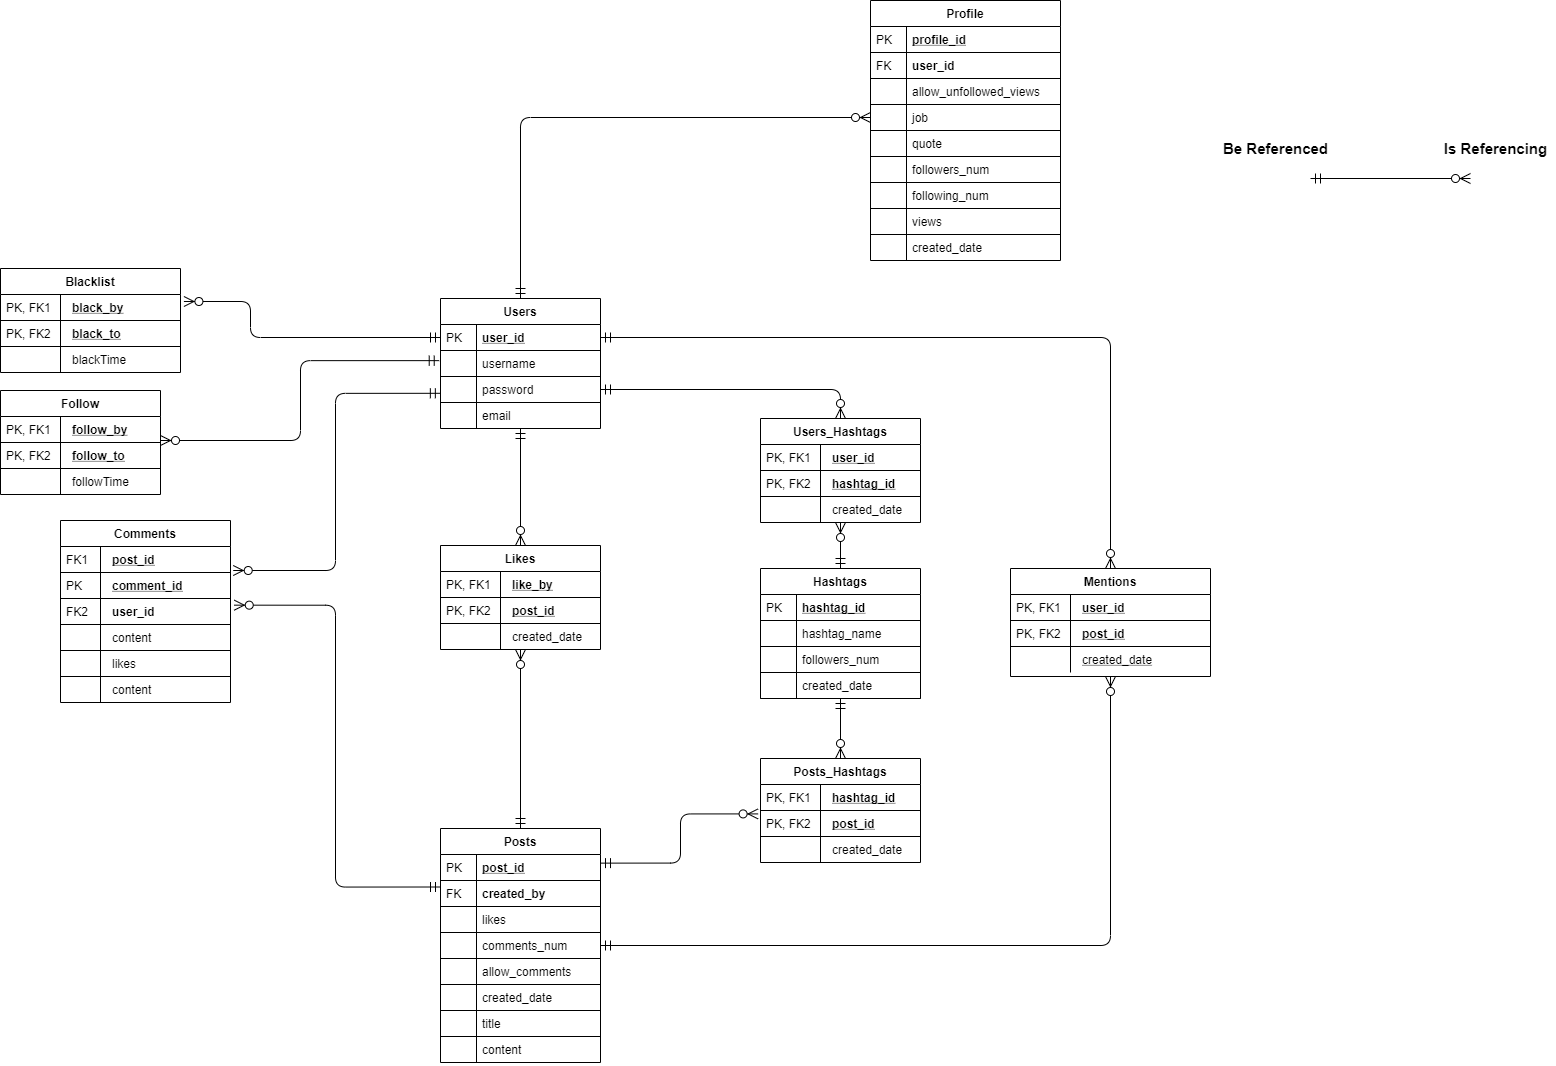 Profile
PK profile_id
FK user_id
allow_unfollowed_views
job
quote
followers_num
following_num
views
created_date
Be Referenced Is Referencing
Blacklist
PK, FK1 black_by
PK, FK2 black_to
blackTime
Users
PK user_id
username
password
email
Follow
PK, FK1 follow_by
PK, FK2 follow_to
followTime
Users_Hashtags
PK, FK1 user_id
PK, FK2 hashtag_id
created_date
Comments
FK1 post_id
PK comment_id
FK2 user_id
content
likes
content
Likes
PK, FK1 like_by
PK, FK2 post_id
created_date
Hashtags
PK hashtag_id
hashtag_name
followers_num
created_date
Mentions
PK, FK1 user_id
PK, FK2 post_id
created_date
Posts_Hashtags
PK, FK1 hashtag_id
PK, FK2 post_id
created_date
Posts
PK post_id
FK created_by
likes
comments_num
allow_comments
created_date
title
content